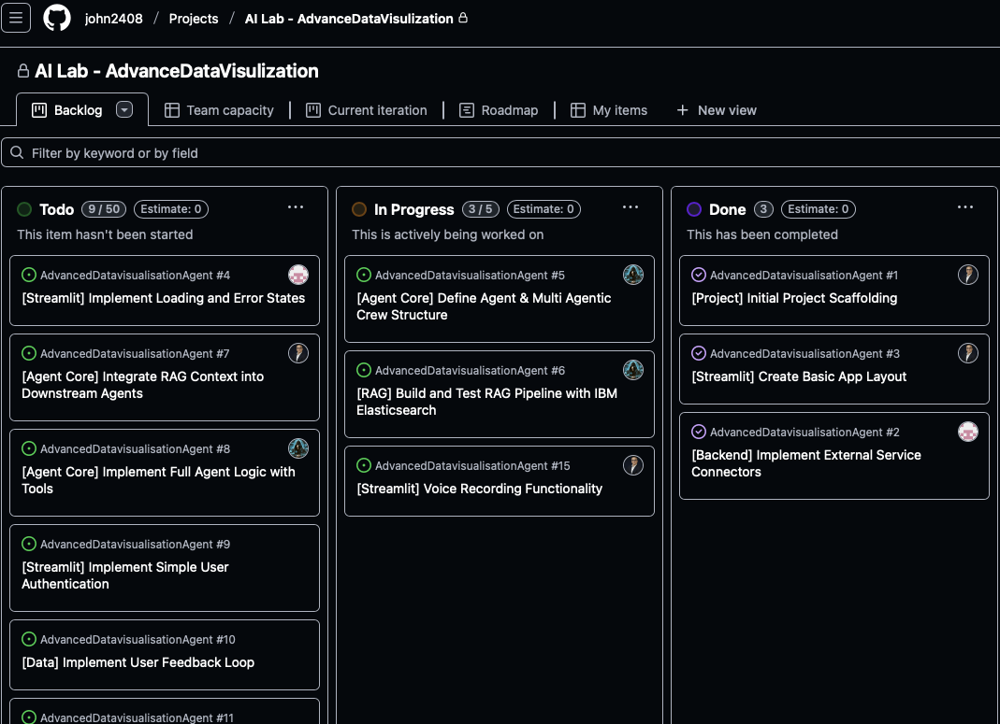 john2408 / Projects / AI Lab - AdvanceDataVisulization
AI Lab - AdvanceDataVisulization
Backlog Team capacity Current iteration Roadmap My items + New view
Filter by keyword or by field
Todo 9 / 50 Estimate: 0 ...
This item hasn't been started
AdvancedDatavisualisationAgent #4
[Streamlit] Implement Loading and Error States
AdvancedDatavisualisationAgent #7
[Agent Core] Integrate RAG Context into
Downstream Agents
AdvancedDatavisualisationAgent #8
[Agent Core] Implement Full Agent Logic with
Tools
AdvancedDatavisualisationAgent #9
[Streamlit] Implement Simple User
Authentication
AdvancedDatavisualisationAgent #10
[Data] Implement User Feedback Loop
AdvancedDatavisualisationAgent #11
In Progress 3 / 5 Estimate: 0 ...
This is actively being worked on
AdvancedDatavisualisationAgent #5
[Agent Core] Define Agent & Multi Agentic
Crew Structure
AdvancedDatavisualisationAgent #6
[RAG] Build and Test RAG Pipeline with IBM
Elasticsearch
AdvancedDatavisualisationAgent #15
[Streamlit] Voice Recording Functionality
Done 3 Estimate: 0 ...
This has been completed
AdvancedDatavisualisationAgent #1
[Project] Initial Project Scaffolding
AdvancedDatavisualisationAgent #3
[Streamlit] Create Basic App Layout
AdvancedDatavisualisationAgent #2
[Backend] Implement External Service
Connectors